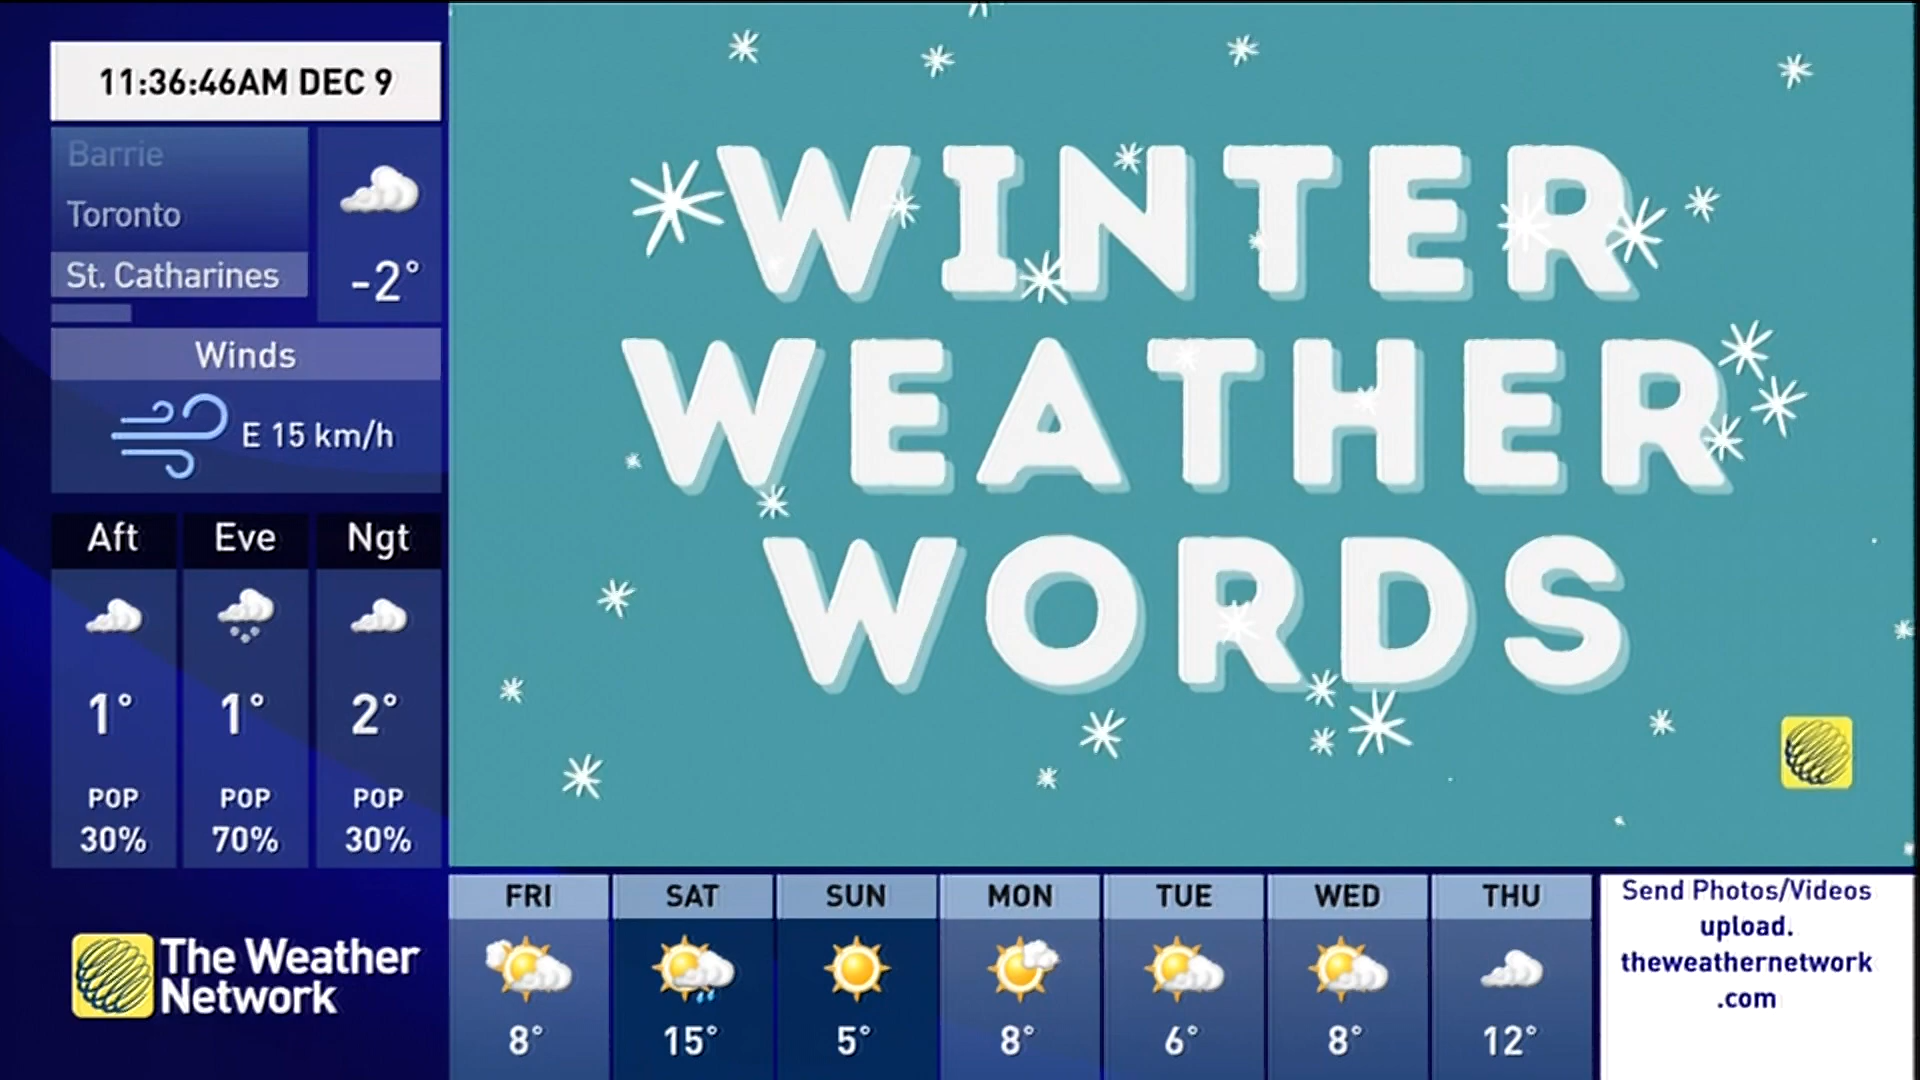 11:36:46AM DEC 9
Barrie
Toronto
St. Catharines
-2°
Winds
E 15 km/h
Aft Eve Ngt
1° 1° 2°
POP POP POP
30% 70% 30%
The Weather
Network
WINTER
WEATHER
WORDS
FRI SAT SUN MON TUE WED THU
8° 15° 5° 8° 6° 8° 12°
Send Photos/Videos
upload.
theweathernetwork
.com